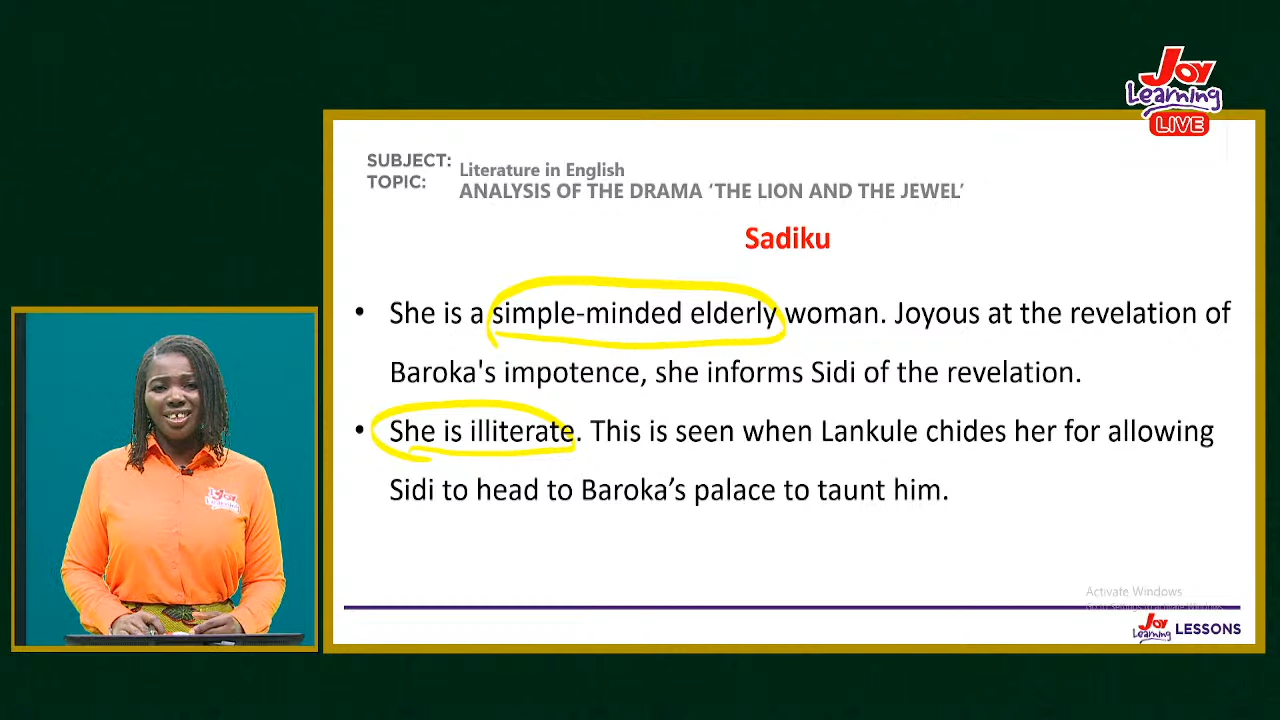 Joy
Learning
LIVE
SUBJECT: Literature in English
TOPIC: ANALYSIS OF THE DRAMA ‘THE LION AND THE JEWEL’
Sadiku
• She is a simple-minded elderly woman. Joyous at the revelation of
Baroka's impotence, she informs Sidi of the revelation.
• She is illiterate. This is seen when Lankule chides her for allowing
Sidi to head to Baroka’s palace to taunt him.
Activate Windows
Joy
Learning LESSONS
Joy